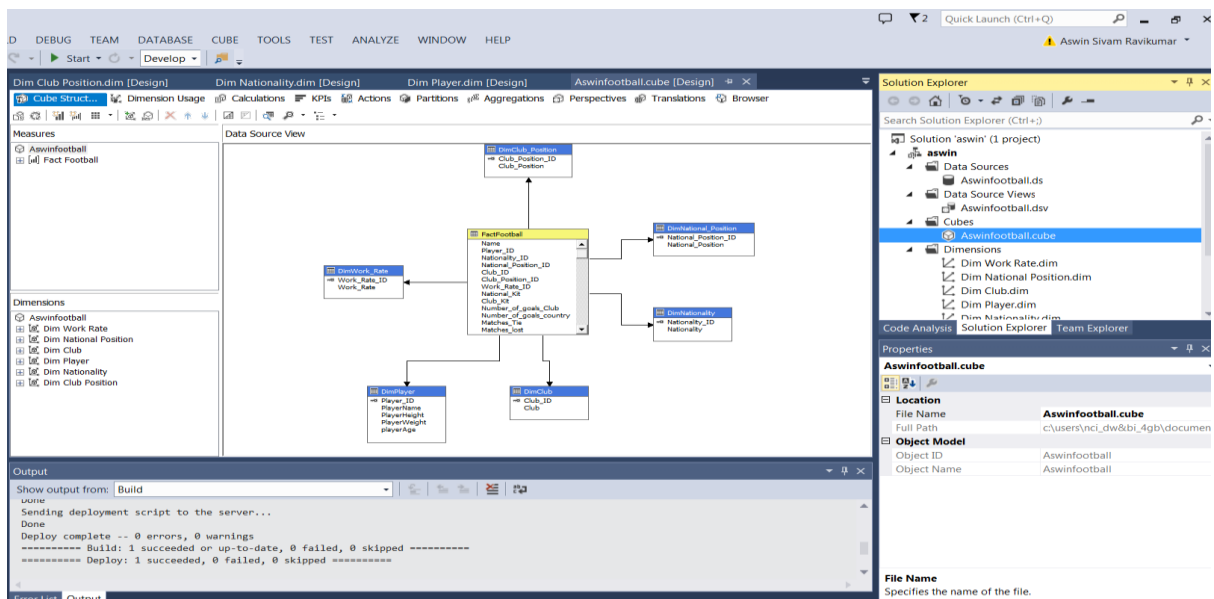 2
Quick Launch (Ctrl+Q)
DEBUG TEAM DATABASE CUBE TOOLS TEST ANALYZE WINDOW HELP
Aswin Sivam Ravikumar
Start Develop
Dim Club Position.dim [Design] Dim Nationality.dim [Design] Dim Player.dim [Design] Aswinfootball.cube [Design]
Cube Struct... Dimension Usage Calculations KPIs Actions Partitions Aggregations Perspectives Translations Browser
Measures
Aswinfootball
Fact Football
Dimensions
Aswinfootball
Dim Work Rate
Dim National Position
Dim Club
Dim Player
Dim Nationality
Dim Club Position
Data Source View
DimClub_Position
Club_Position_ID
Club_Position
FactFootball
Name
Player_ID
Nationality_ID
National_Position_ID
Club_ID
Club_Position_ID
Work_Rate_ID
National_Kit
Club_Kit
Number_of_goals_Club
Number_of_goals_country
Matches_Tie
Matches_lost
DimNational_Position
National_Position_ID
National_Position
DimWork_Rate
Work_Rate_ID
Work_Rate
DimNationality
Nationality_ID
Nationality
DimPlayer
Player_ID
PlayerName
PlayerHeight
PlayerWeight
playerAge
DimClub
Club_ID
Club
Output
Show output from: Build
Done
Sending deployment script to the server...
Done
Deploy complete -- 0 errors, 0 warnings
========== Build: 1 succeeded or up-to-date, 0 failed, 0 skipped ==========
========== Deploy: 1 succeeded, 0 failed, 0 skipped ==========
Error List Output
Solution Explorer
Search Solution Explorer (Ctrl+;)
Solution 'aswin' (1 project)
aswin
Data Sources
Aswinfootball.ds
Data Source Views
Aswinfootball.dsv
Cubes
Aswinfootball.cube
Dimensions
Dim Work Rate.dim
Dim National Position.dim
Dim Club.dim
Dim Player.dim
Dim Nationality.dim
Code Analysis Solution Explorer Team Explorer
Properties
Aswinfootball.cube
Location
File Name Aswinfootball.cube
Full Path c:\users\nci_dw&bi_4gb\documen
Object Model
Object ID Aswinfootball
Object Name Aswinfootball
File Name
Specifies the name of the file.